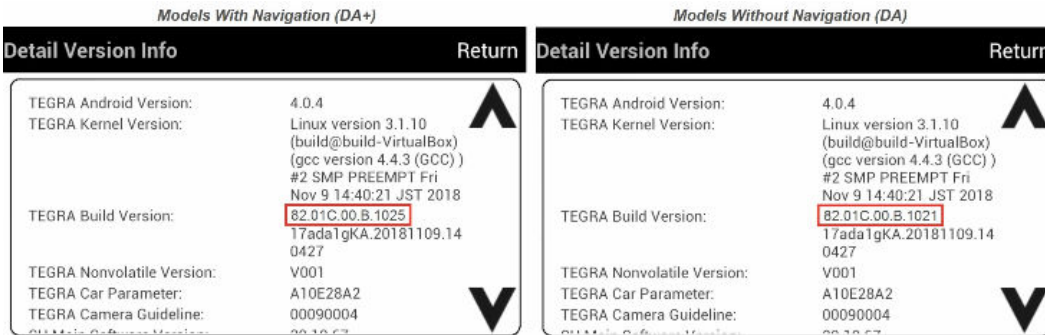 Models With Navigation (DA+)
Detail Version Info
Return
TEGRA Android Version: 4.0.4
TEGRA Kernel Version: Linux version 3.1.10
(build@build-VirtualBox)
(gcc version 4.4.3 (GCC) )
#2 SMP PREEMPT Fri
Nov 9 14:40:21 JST 2018
TEGRA Build Version: 82.01C.00.B.1025
17ada1gKA.20181109.14
0427
TEGRA Nonvolatile Version: V001
TEGRA Car Parameter: A10E28A2
TEGRA Camera Guideline: 00090004
Models Without Navigation (DA)
Detail Version Info
Return
TEGRA Android Version: 4.0.4
TEGRA Kernel Version: Linux version 3.1.10
(build@build-VirtualBox)
(gcc version 4.4.3 (GCC) )
#2 SMP PREEMPT Fri
Nov 9 14:40:21 JST 2018
TEGRA Build Version: 82.01C.00.B.1021
17ada1gKA.20181109.14
0427
TEGRA Nonvolatile Version: V001
TEGRA Car Parameter: A10E28A2
TEGRA Camera Guideline: 00090004